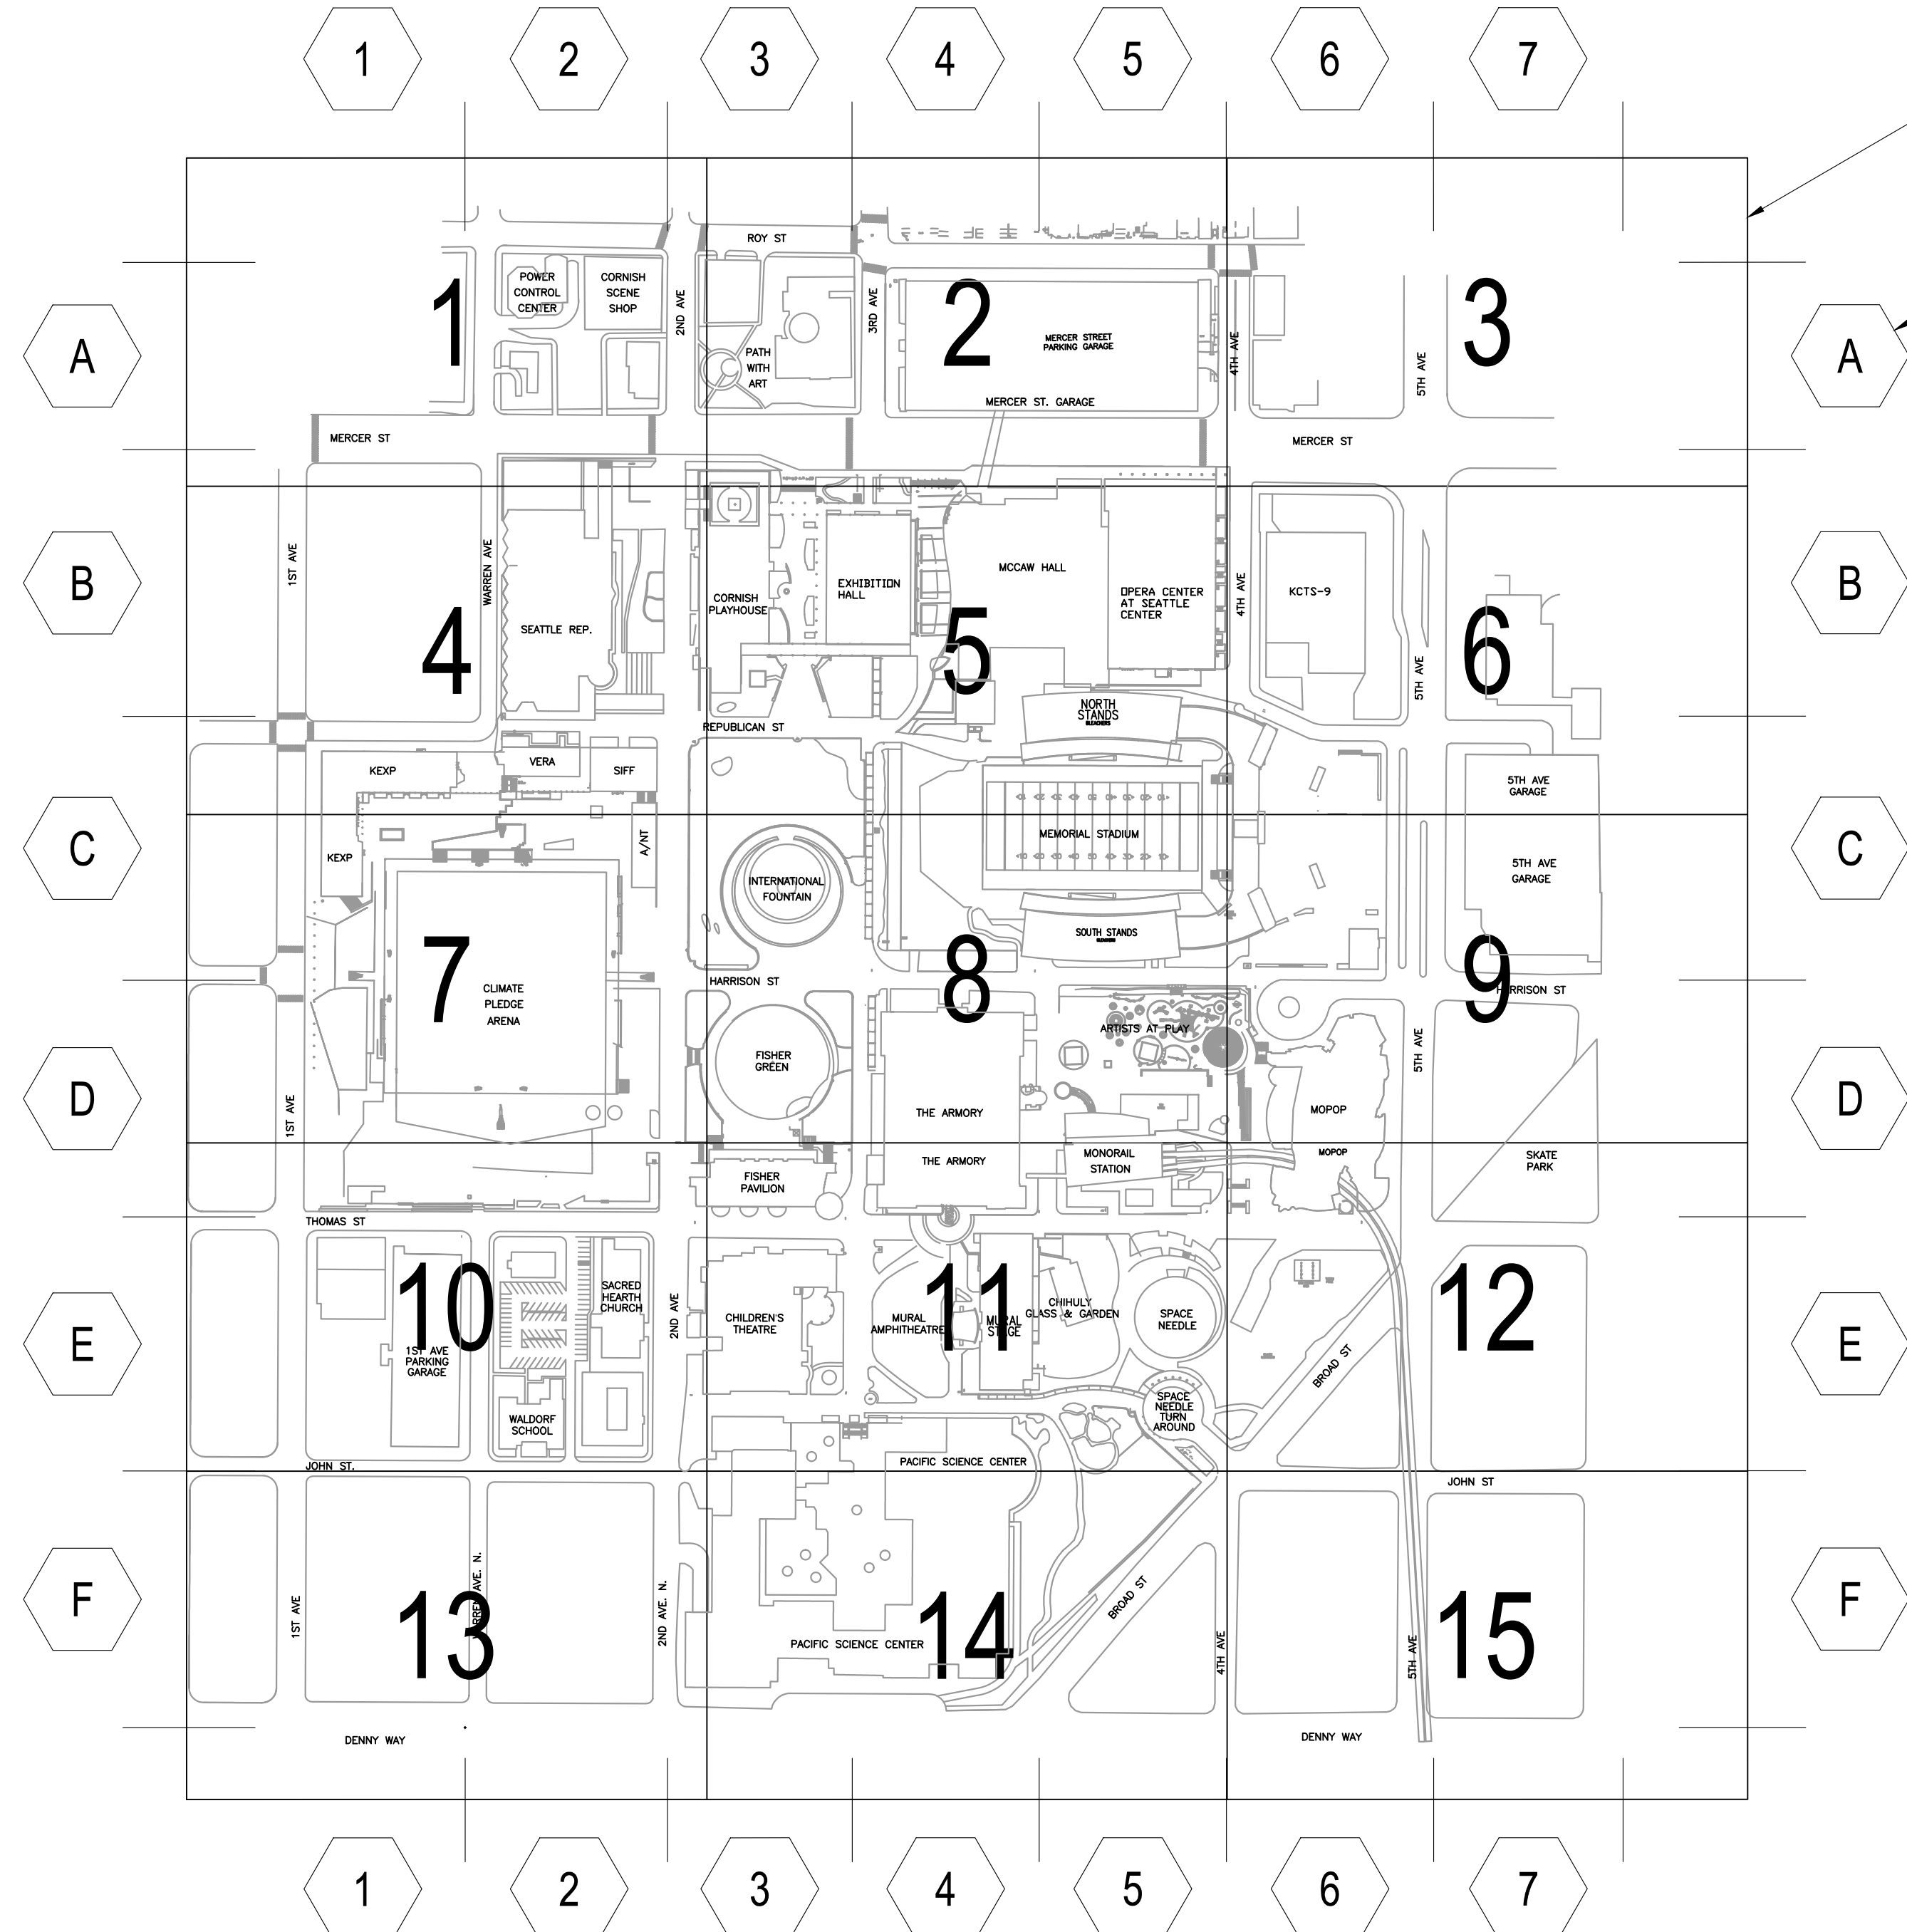 1 2 3 4 5 6 7
ROY ST
POWER
CONTROL
CENTER
CORNISH
SCENE
SHOP
2ND AVE
3RD AVE
1
2
3
A
MERCER STREET
PARKING GARAGE
4TH AVE
5TH AVE
A
PATH
WITH
ART
MERCER ST. GARAGE
MERCER ST
MERCER ST
1ST AVE
WARREN AVE
B
SEATTLE REP.
CORNISH
PLAYHOUSE
EXHIBITION
HALL
MCCAW HALL
OPERA CENTER
AT SEATTLE
CENTER
4TH AVE
KCTS-9
B
4
5
6
5TH AVE
NORTH
STANDS
BLEACHERS
REPUBLICAN ST
KEXP
VERA
SIFF
5TH AVE
GARAGE
C
KEXP
A/NT
MEMORIAL STADIUM
5TH AVE
GARAGE
C
INTERNATIONAL
FOUNTAIN
SOUTH STANDS
BLEACHERS
7
8
9
CLIMATE
PLEDGE
ARENA
HARRISON ST
HARRISON ST
ARTISTS AT PLAY
5TH AVE
FISHER
GREEN
D
1ST AVE
THE ARMORY
MOPOP
D
THE ARMORY
MONORAIL
STATION
MOPOP
SKATE
PARK
FISHER
PAVILION
THOMAS ST
10
11
12
SACRED
HEARTH
CHURCH
2ND AVE
CHILDREN'S
THEATRE
MURAL
AMPHITHEATRE
MURAL
STAGE
CHIHULY
GLASS & GARDEN
SPACE
NEEDLE
E
1ST AVE
PARKING
GARAGE
BROAD ST
E
WALDORF
SCHOOL
SPACE
NEEDLE
TURN
AROUND
PACIFIC SCIENCE CENTER
JOHN ST.
JOHN ST
F
1ST AVE
WARREN AVE. N.
2ND AVE. N.
BROAD ST
F
13
14
15
PACIFIC SCIENCE CENTER
4TH AVE
5TH AVE
DENNY WAY
DENNY WAY
1 2 3 4 5 6 7